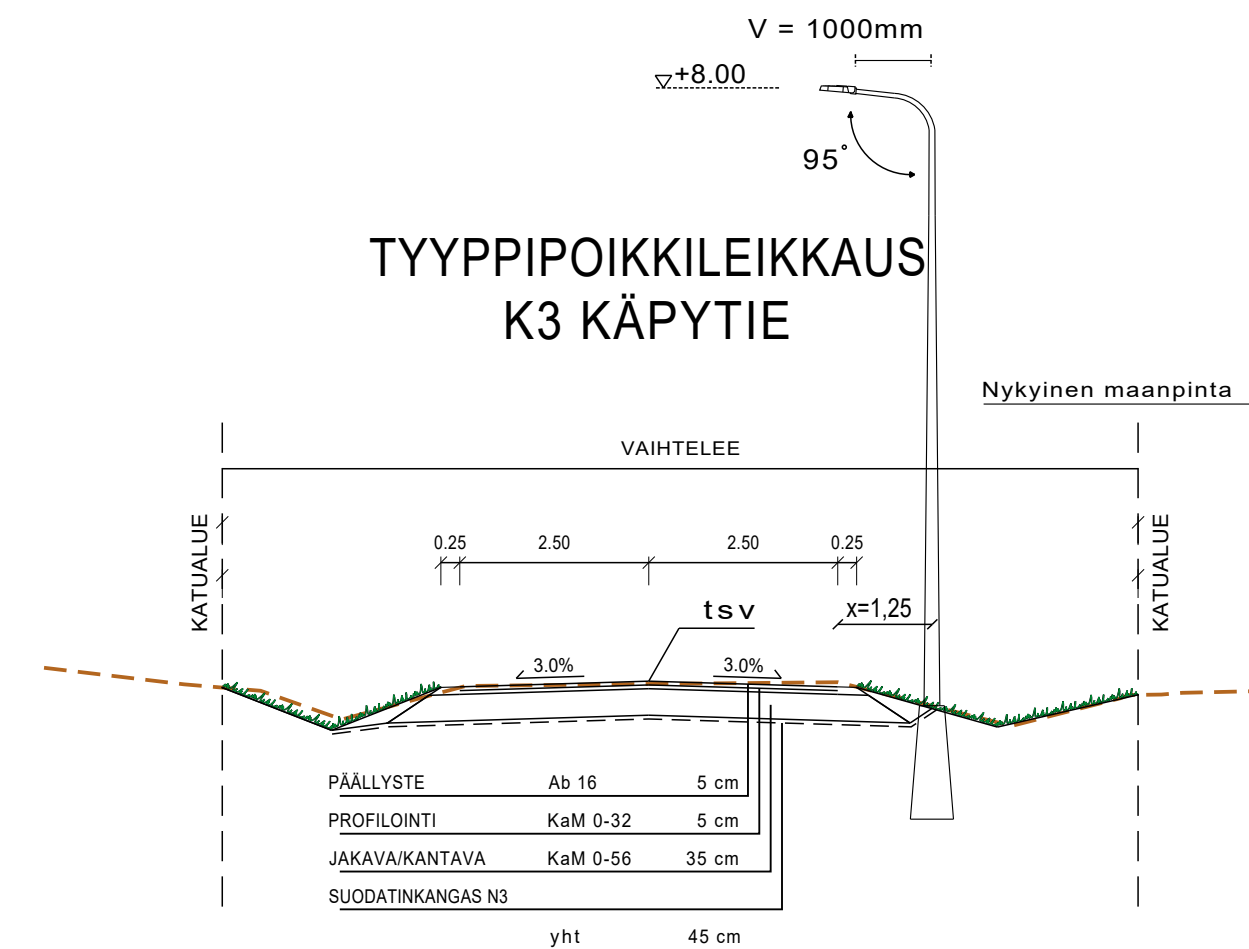 V = 1000mm
+8.00
95°
TYYPPIPOIKKILEIKKAUS
K3 KÄPYTIE
Nykyinen maanpinta
VAIHTELEE
KATUALUE
KATUALUE
0.25 2.50 2.50 0.25
tsv
x=1,25
3.0% 3.0%
PÄÄLLYSTE Ab 16 5 cm
PROFILOINTI KaM 0-32 5 cm
JAKAVA/KANTAVA KaM 0-56 35 cm
SUODATINKANGAS N3
yht 45 cm